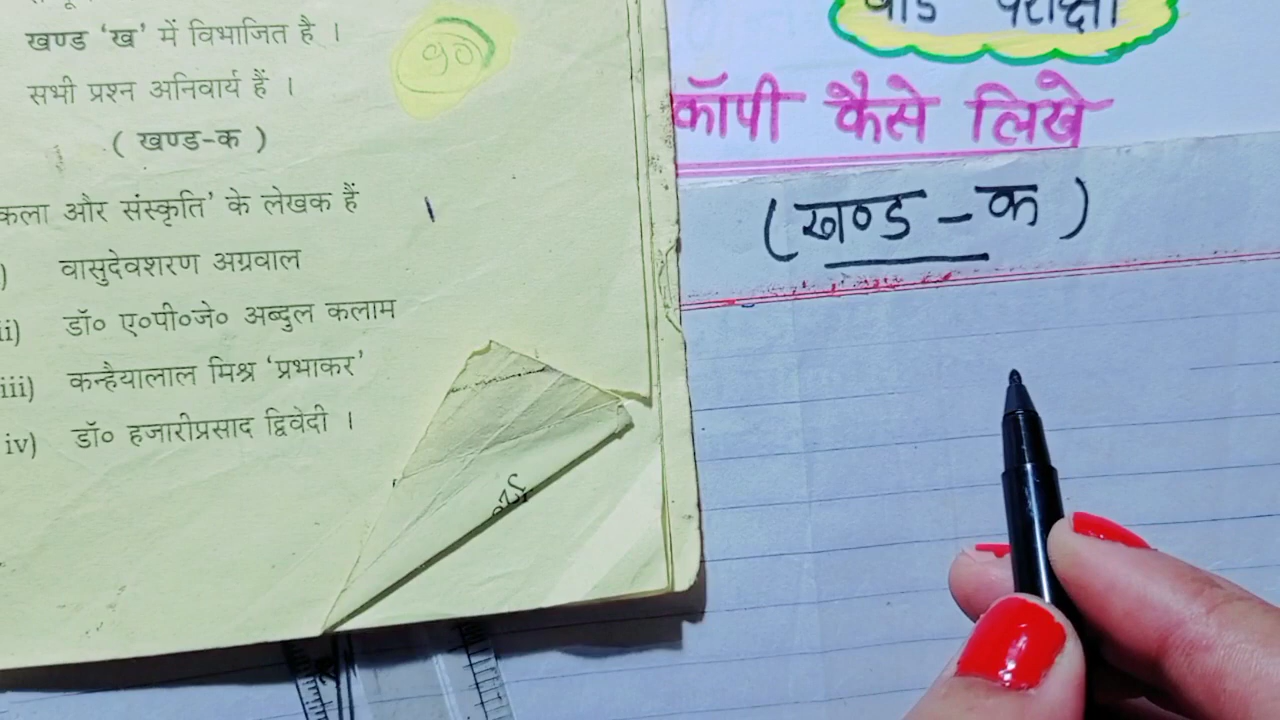 खण्ड 'ख' में विभाजित है ।
सभी प्रश्न अनिवार्य हैं ।
( खण्ड-क )
कला और संस्कृति' के लेखक हैं
) वासुदेवशरण अग्रवाल
ii) डॉ० ए०पी०जे० अब्दुल कलाम
iii) कन्हैयालाल मिश्र 'प्रभाकर'
iv) डॉ० हजारीप्रसाद द्विवेदी ।
बोर्ड परीक्षा
कॉपी कैसे लिखे
(खण्ड - क)